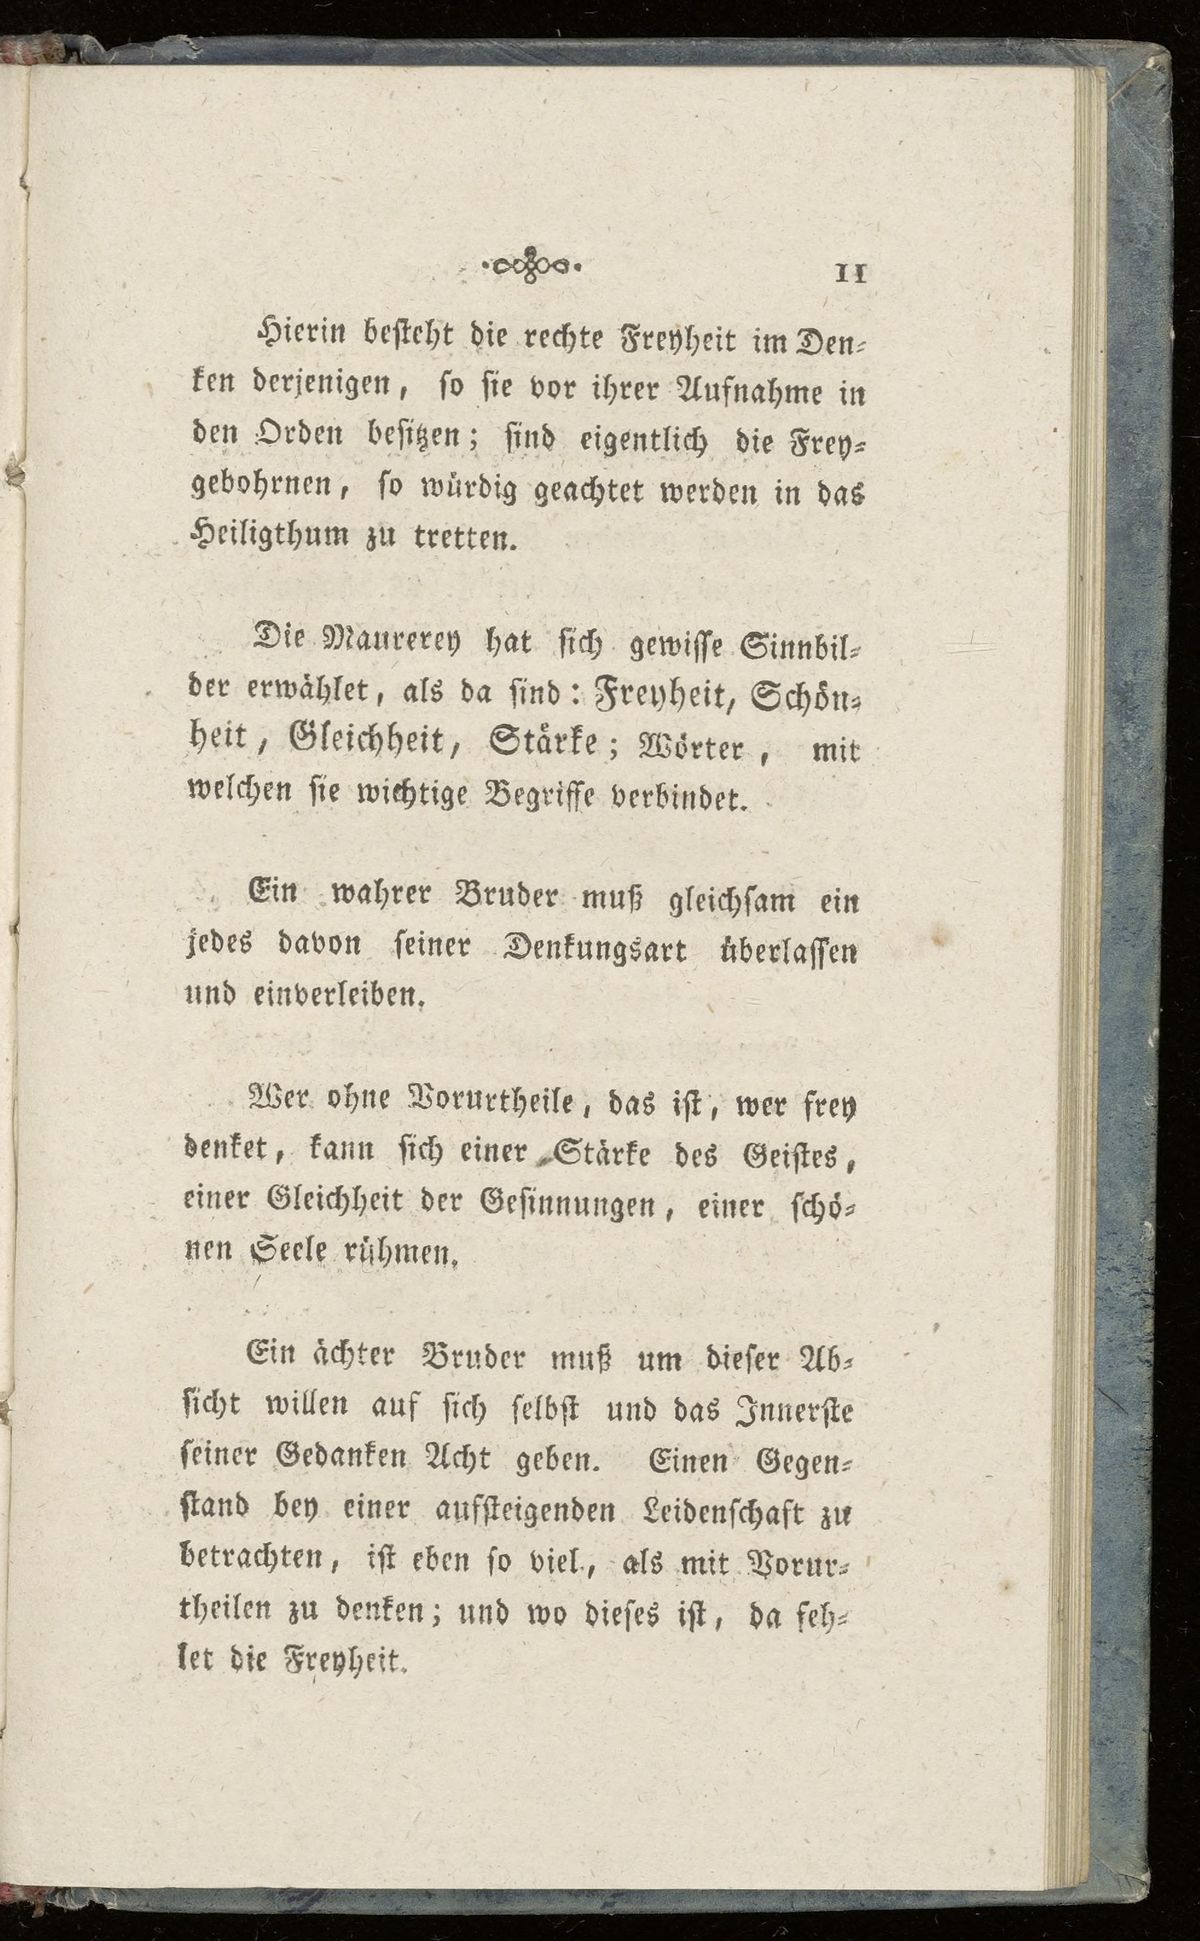 11
Hierin besteht die rechte Freyheit im Den-
ken derjenigen, so sie vor ihrer Aufnahme in
den Orden besitzen; sind eigentlich die Frey-
gebohrnen, so würdig geachtet werden in das
Heiligthum zu tretten.
Die Maurerey hat sich gewisse Sinnbil-
der erwählet, als da sind: Freyheit, Schön-
heit, Gleichheit, Stärke; Wörter, mit
welchen sie wichtige Begriffe verbindet.
Ein wahrer Bruder muß gleichsam ein
jedes davon seiner Denkungsart überlassen
und einverleiben.
Wer ohne Vorurtheile, das ist, wer frey
denket, kann sich einer Stärke des Geistes,
einer Gleichheit der Gesinnungen, einer schö-
nen Seele rühmen.
Ein ächter Bruder muß um dieser Ab-
sicht willen auf sich selbst und das Innerste
seiner Gedanken Acht geben. Einen Gegen-
stand bey einer aufsteigenden Leidenschaft zu
betrachten, ist eben so viel, als mit Vorur-
theilen zu denken; und wo dieses ist, da feh-
let die Freyheit.